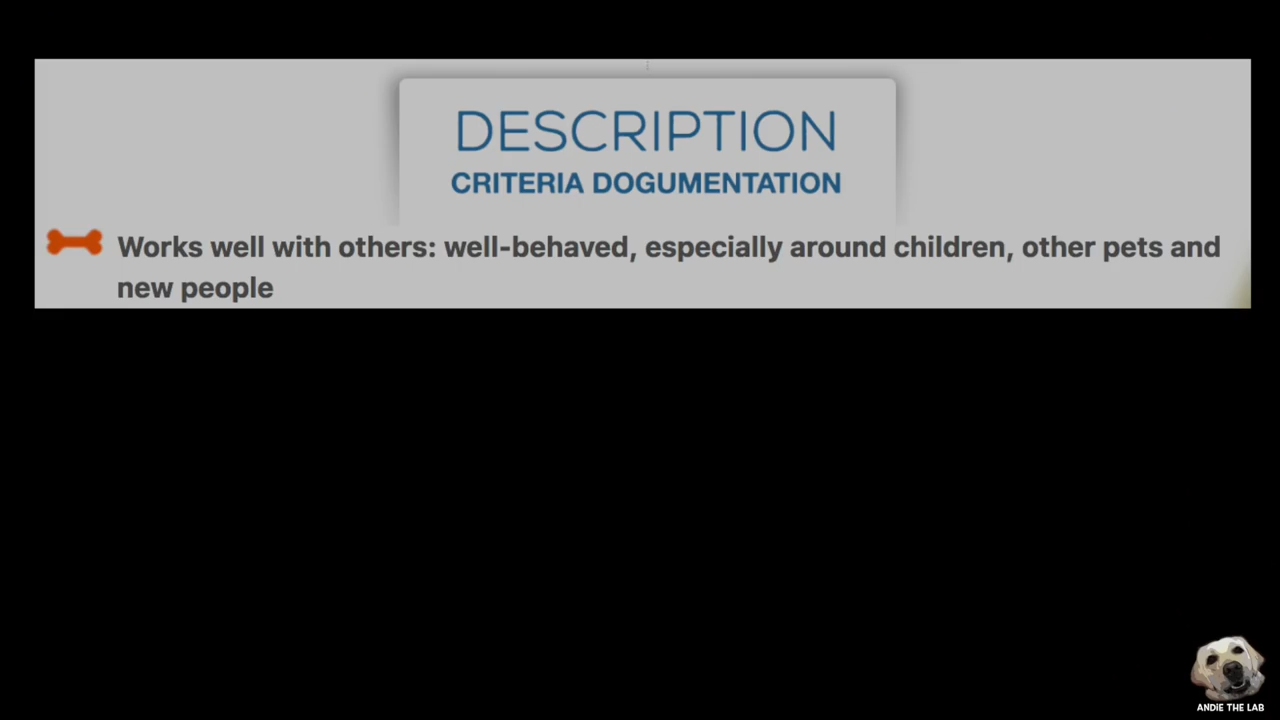 DESCRIPTION
CRITERIA DOGUMENTATION
Works well with others: well-behaved, especially around children, other pets and
new people
ANDIE THE LAB